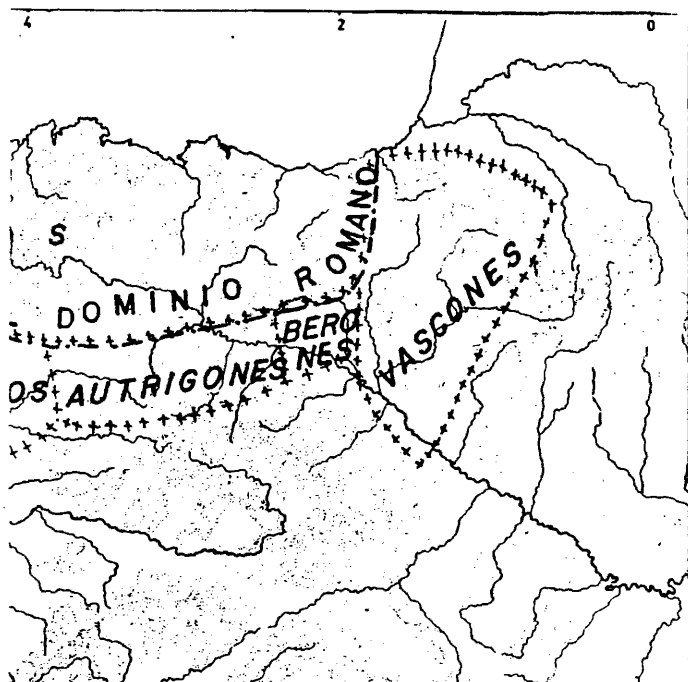 4 2 0
S
DOMINIO ROMANO
BERO
NES
VASCONES
OS AUTRIGONES